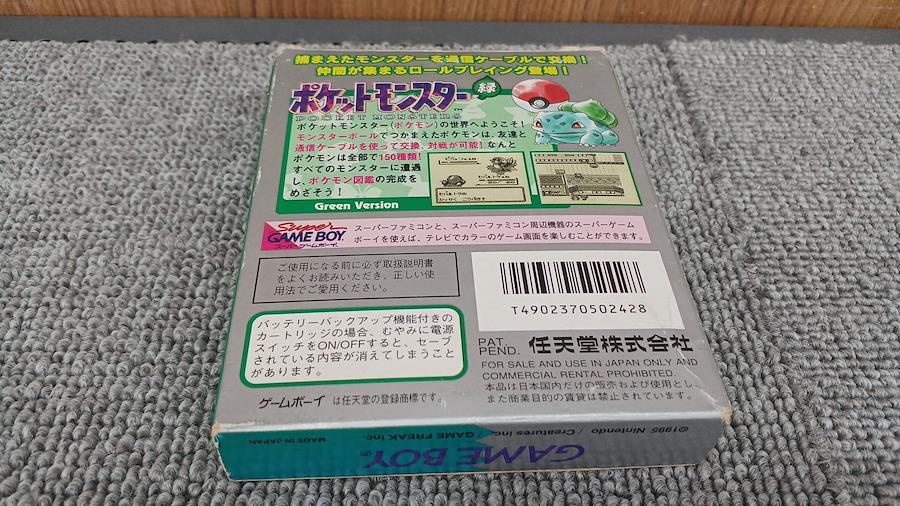 捕まえたモンスターを通信ケーブルで交換！
仲間が集まるロールプレイング登場！
ポケットモンスター 緑
POCKET MONSTERS
ポケットモンスター(ポケモン)の世界へようこそ！
モンスターボールでつかまえたポケモンは、友達と
通信ケーブルを使って交換、対戦が可能！なんと
ポケモンは全部で150種類！
すべてのモンスターに遭遇
し、ポケモン図鑑の完成を
めざそう！
Green Version
Super
GAME BOY
スーパーゲームボーイ
スーパーファミコンと、スーパーファミコン周辺機器のスーパーゲーム
ボーイを使えば、テレビでカラーのゲーム画面を楽しむことができます。
ご使用になる前に必ず取扱説明書
をよくお読みいただき、正しい使
用法でご愛用ください。
T4902370502428
バッテリーバックアップ機能付きの
カートリッジの場合、むやみに電源
スイッチをON/OFFすると、セーブ
されている内容が消えてしまうこと
があります。
PAT.
PEND. 任天堂株式会社
FOR SALE AND USE IN JAPAN ONLY AND
COMMERCIAL RENTAL PROHIBITED.
本品は日本国内だけの販売および使用とし、
また商業目的の賃貸は禁止されています。
ゲームボーイ は任天堂の登録商標です。
©1995 Nintendo / Creatures inc. / GAME FREAK inc.
MADE IN JAPAN
GAME BOY®